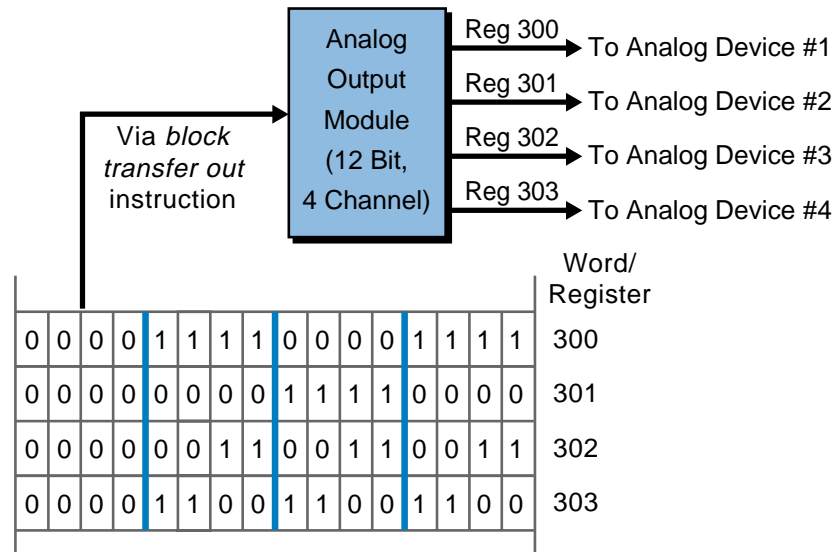 Analog
Output
Module
(12 Bit,
4 Channel)
Reg 300
To Analog Device #1
Reg 301
To Analog Device #2
Reg 302
To Analog Device #3
Reg 303
To Analog Device #4
Via block
transfer out
instruction
Word/
Register
0 0 0 0 1 1 1 1 0 0 0 0 1 1 1 1 300
0 0 0 0 0 0 0 0 1 1 1 1 0 0 0 0 301
0 0 0 0 0 0 1 1 0 0 1 1 0 0 1 1 302
0 0 0 0 1 1 0 0 1 1 0 0 1 1 0 0 303